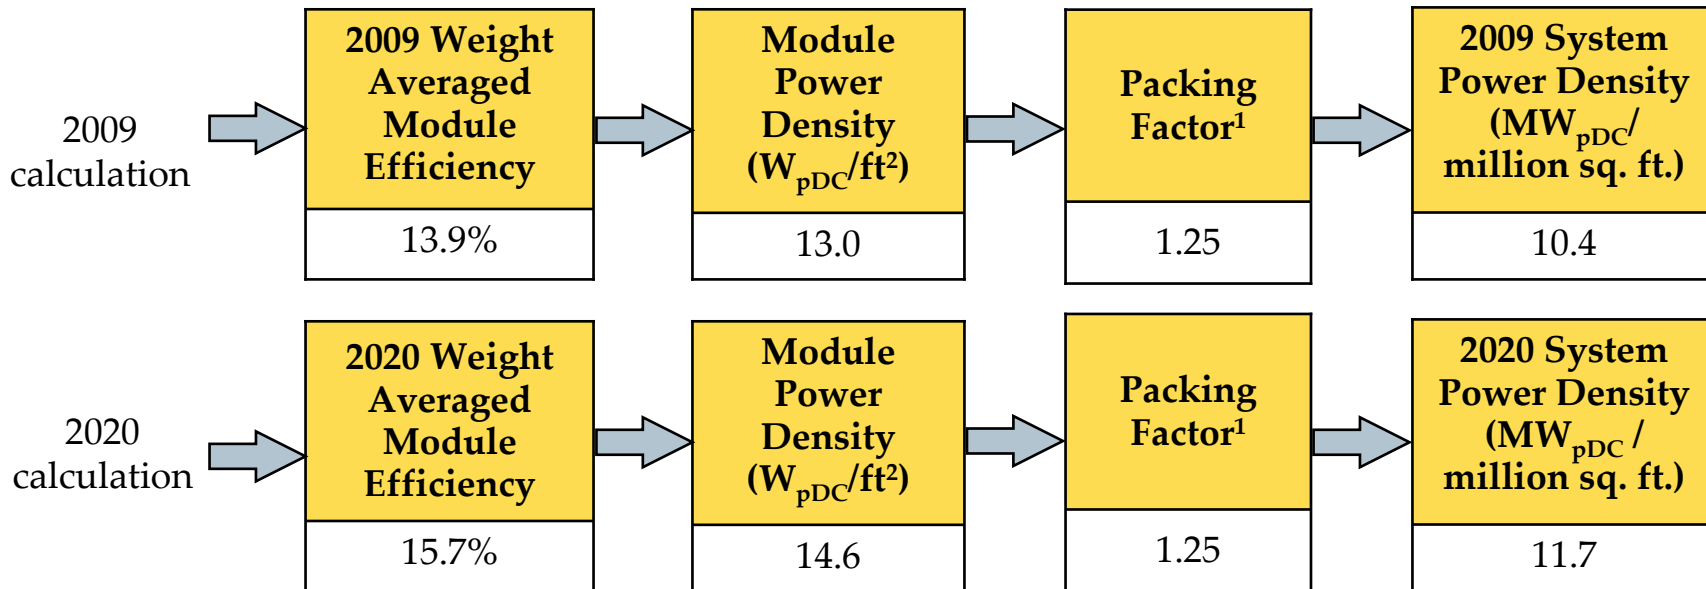 2009
calculation
2009 Weight
Averaged
Module
Efficiency
13.9%
Module
Power
Density
(WpDC/ft²)
13.0
Packing
Factor¹
1.25
2009 System
Power Density
(MWpDC/
million sq. ft.)
10.4
2020
calculation
2020 Weight
Averaged
Module
Efficiency
15.7%
Module
Power
Density
(WpDC/ft²)
14.6
Packing
Factor¹
1.25
2020 System
Power Density
(MWpDC /
million sq. ft.)
11.7